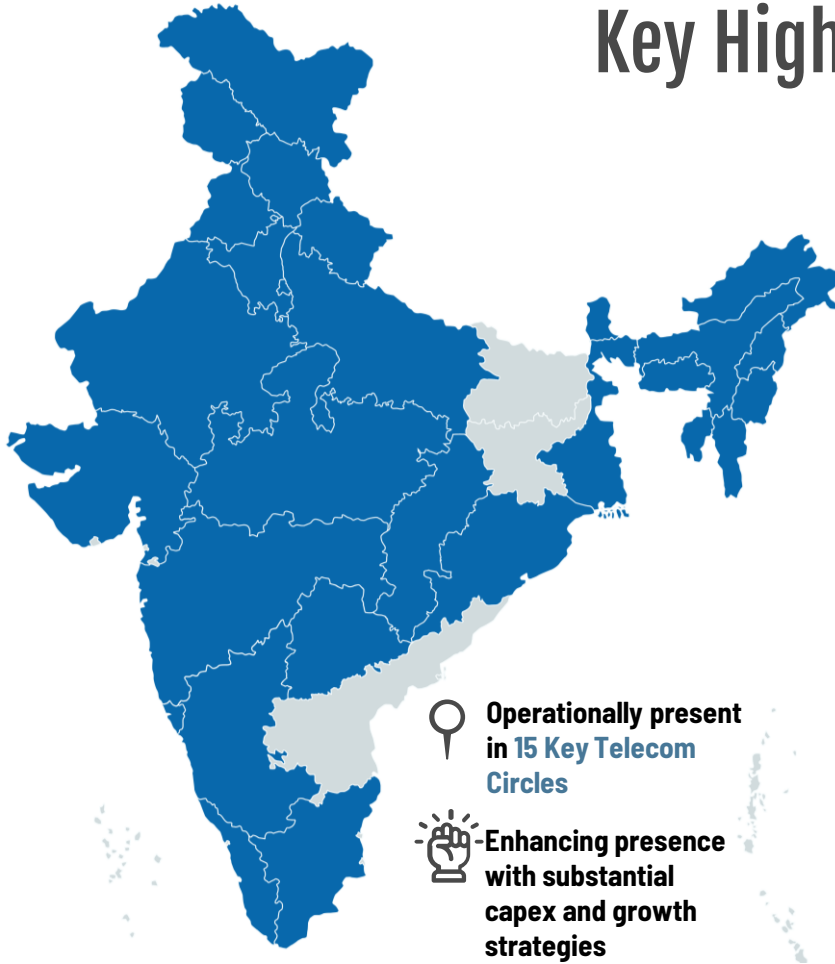 Key High
Operationally present
in 15 Key Telecom
Circles
Enhancing presence
with substantial
capex and growth
strategies